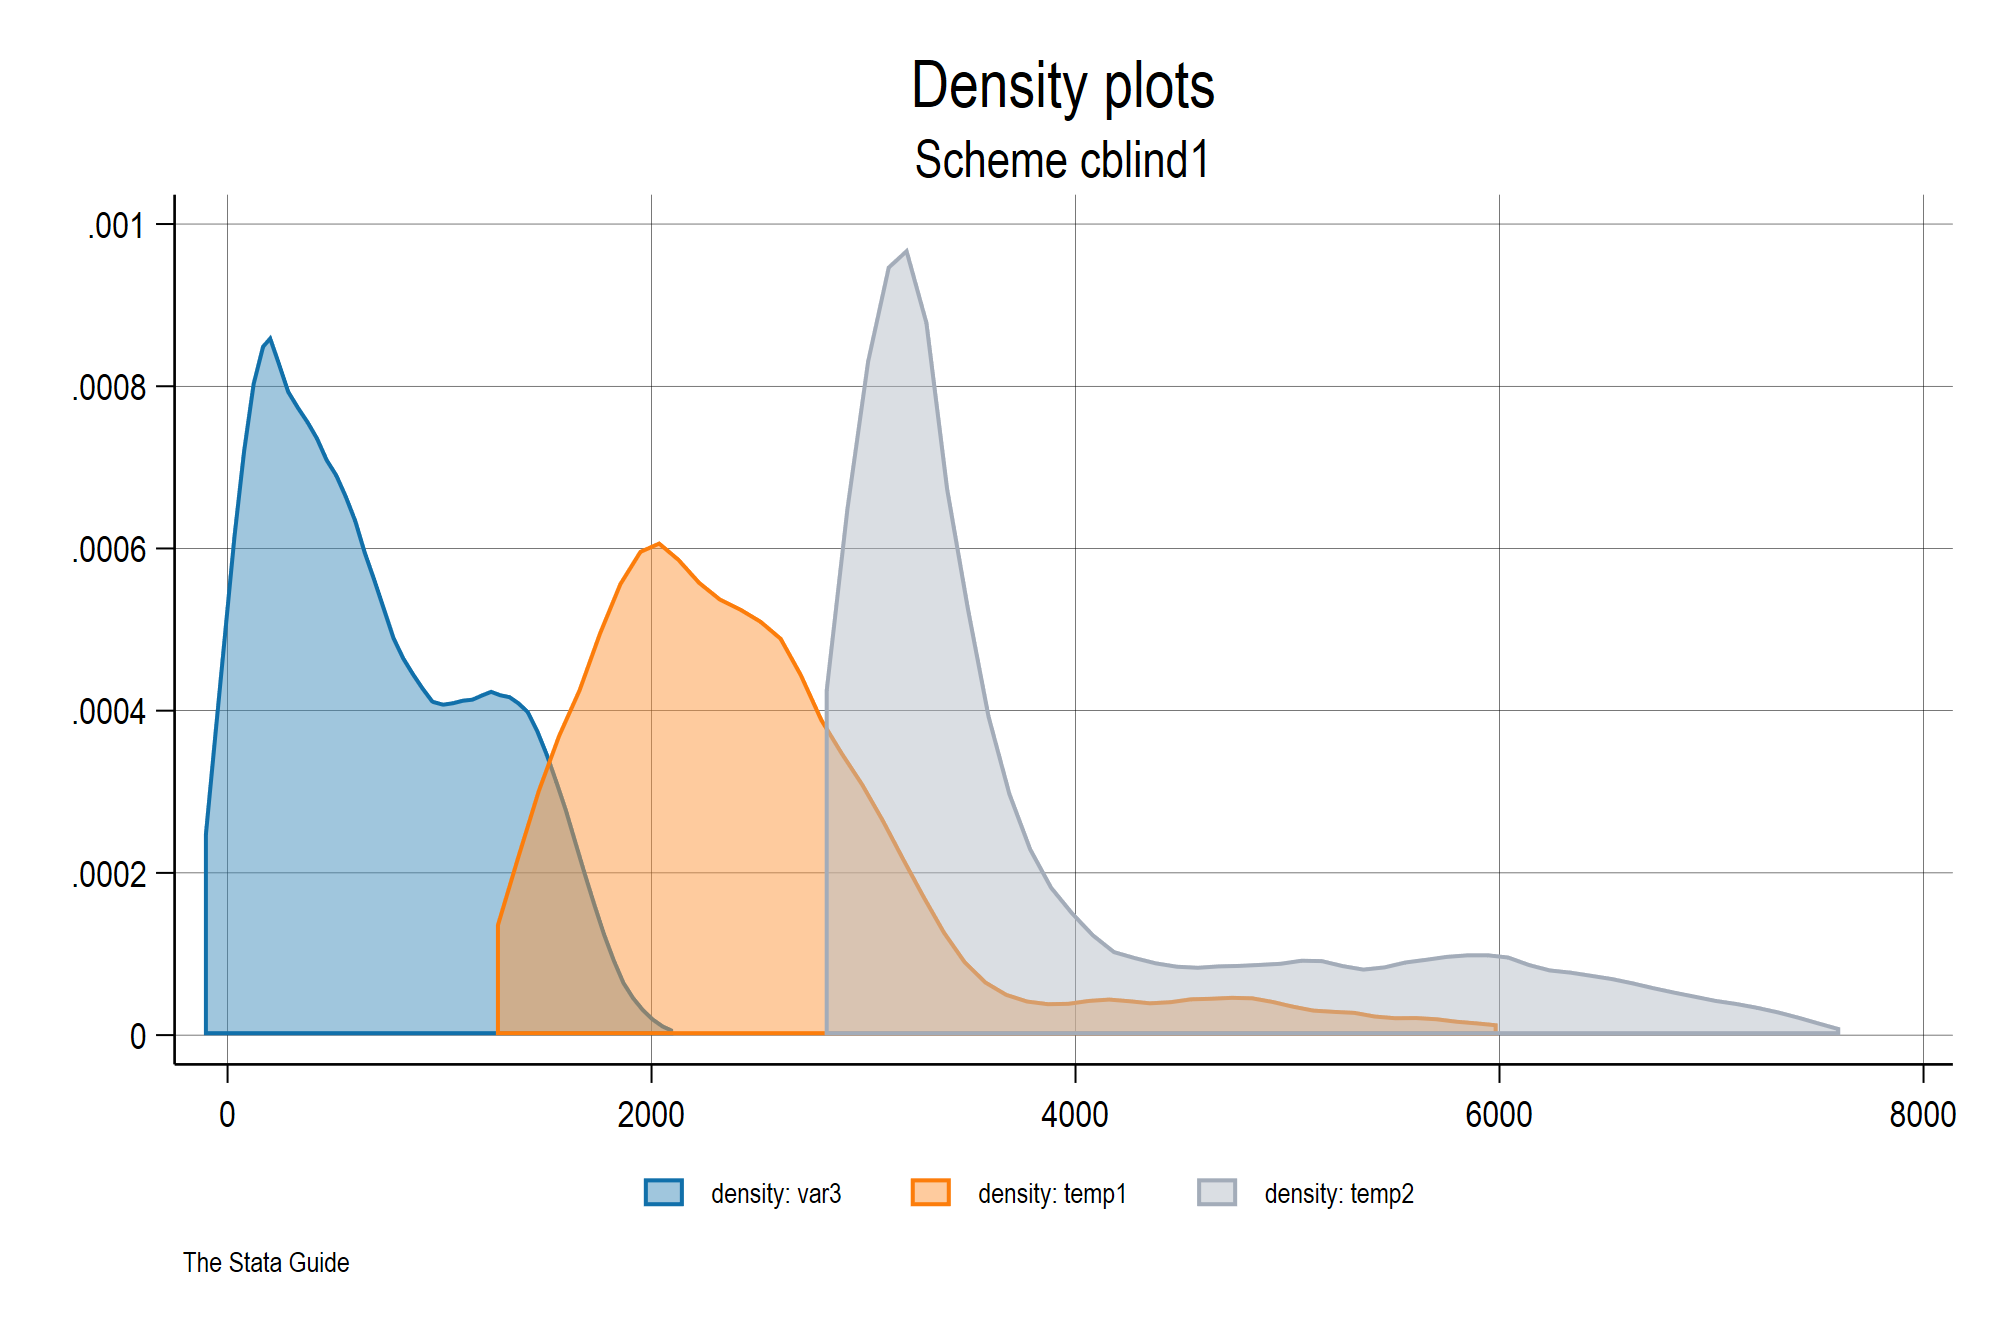 Density plots
Scheme cblind1
.001
.0008
.0006
.0004
.0002
0
0 2000 4000 6000 8000
density: var3 density: temp1 density: temp2
The Stata Guide